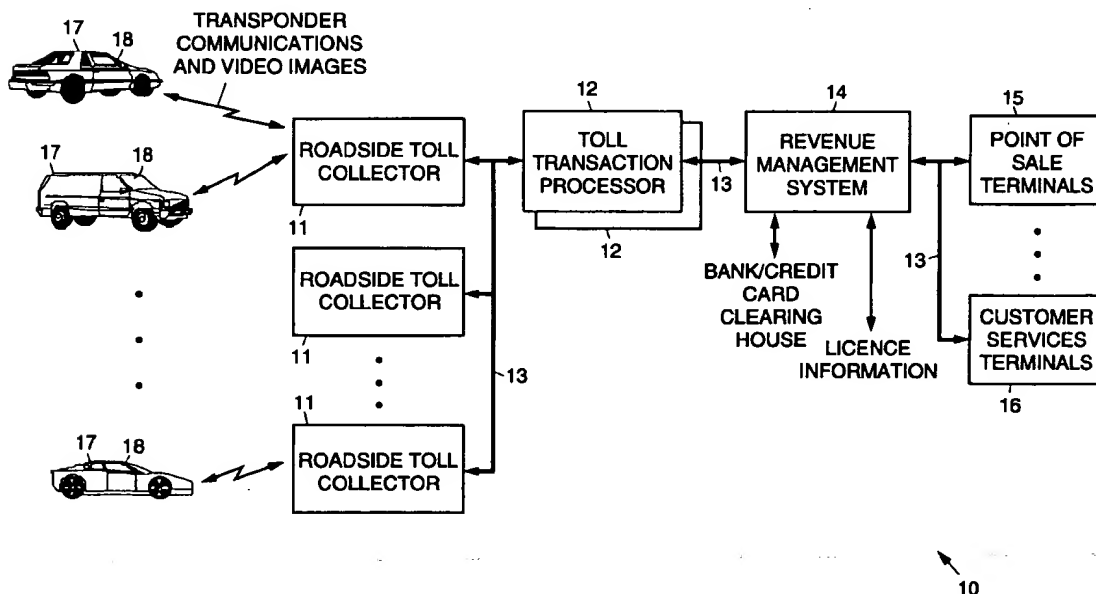 17
18
TRANSPONDER
COMMUNICATIONS
AND VIDEO IMAGES
17
18
ROADSIDE TOLL
COLLECTOR
11
12
TOLL
TRANSACTION
PROCESSOR
12
13
14
REVENUE
MANAGEMENT
SYSTEM
15
POINT OF
SALE
TERMINALS
ROADSIDE TOLL
COLLECTOR
11
13
BANK/CREDIT
CARD
CLEARING
HOUSE
LICENCE
INFORMATION
13
CUSTOMER
SERVICES
TERMINALS
16
17
18
11
ROADSIDE TOLL
COLLECTOR
10